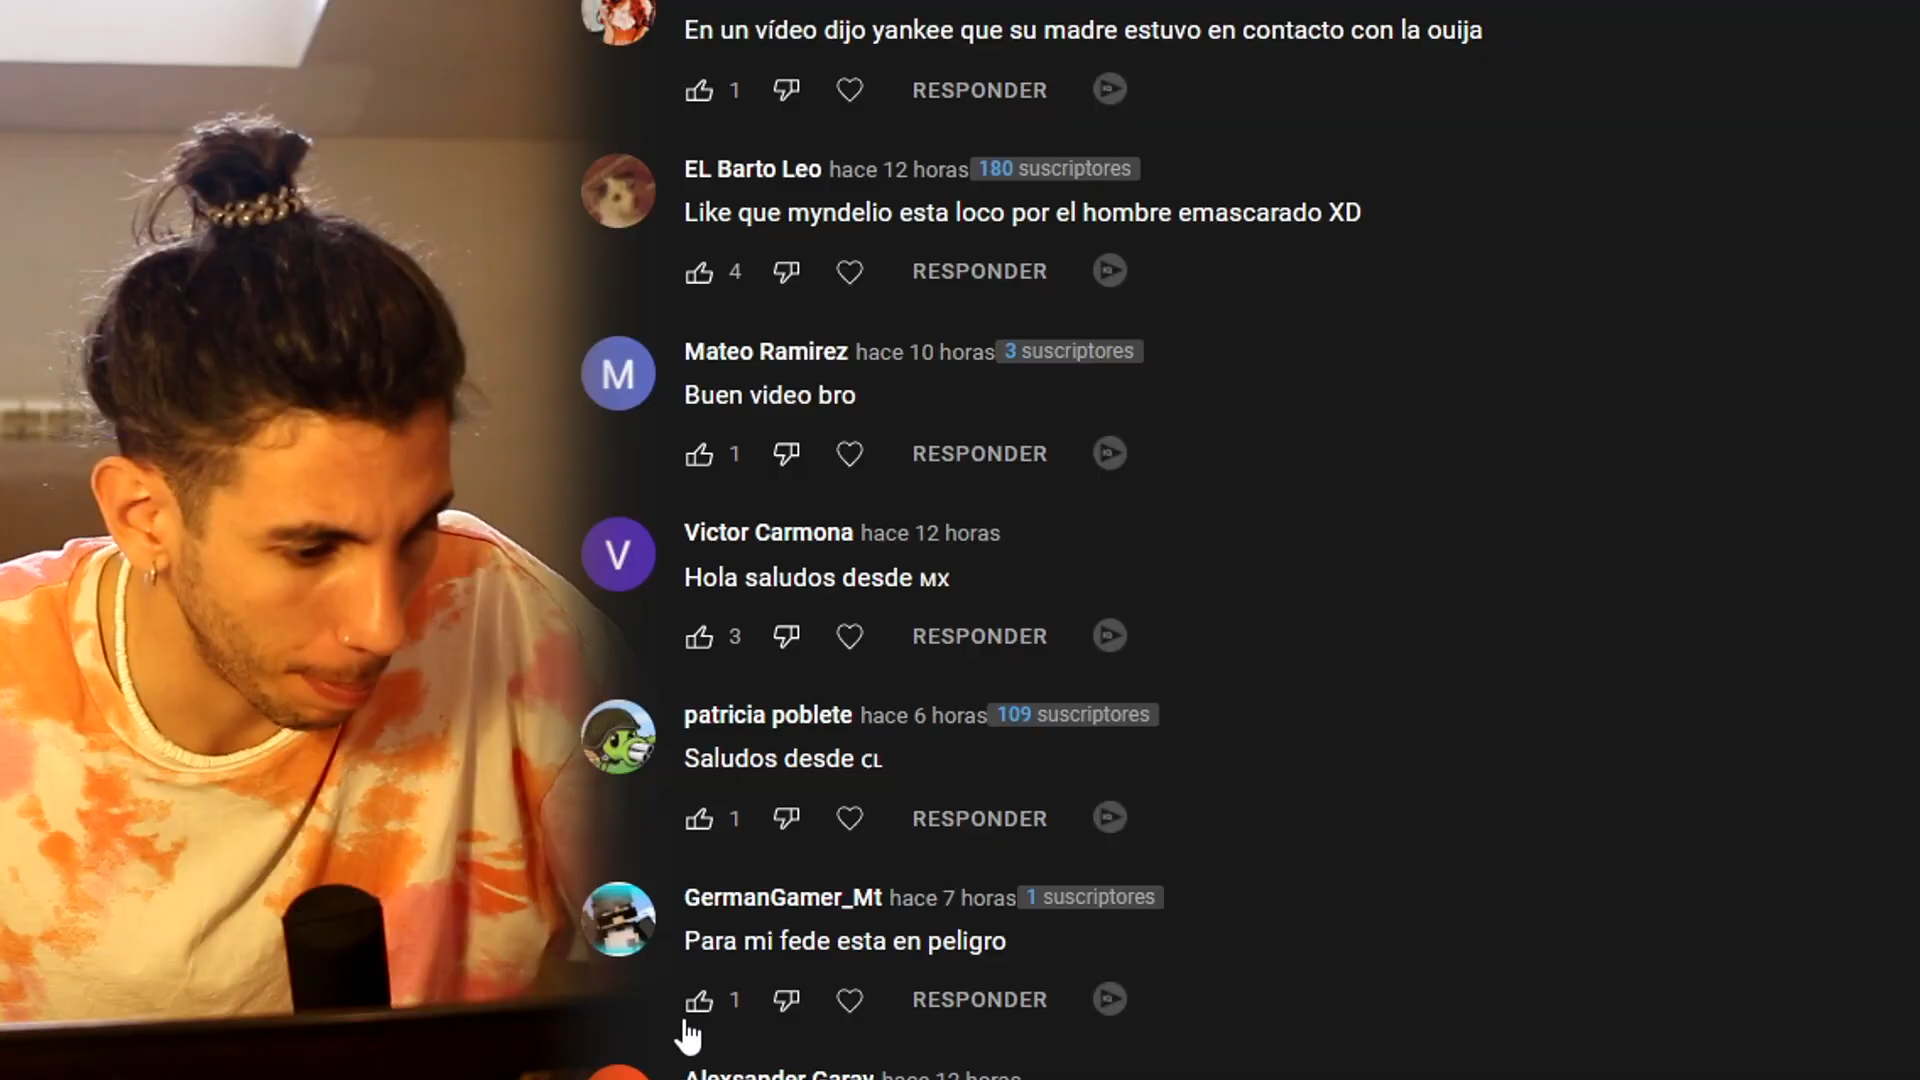 En un vídeo dijo yankee que su madre estuvo en contacto con la ouija
1 RESPONDER
EL Barto Leo hace 12 horas 180 suscriptores
Like que myndelio esta loco por el hombre emascarado XD
4 RESPONDER
M
Mateo Ramirez hace 10 horas 3 suscriptores
Buen video bro
1 RESPONDER
V
Victor Carmona hace 12 horas
Hola saludos desde ᴍx
3 RESPONDER
patricia poblete hace 6 horas 109 suscriptores
Saludos desde ᴄʟ
1 RESPONDER
GermanGamer_Mt hace 7 horas 1 suscriptores
Para mi fede esta en peligro
1 RESPONDER
Alexsander Garay hace 12 horas